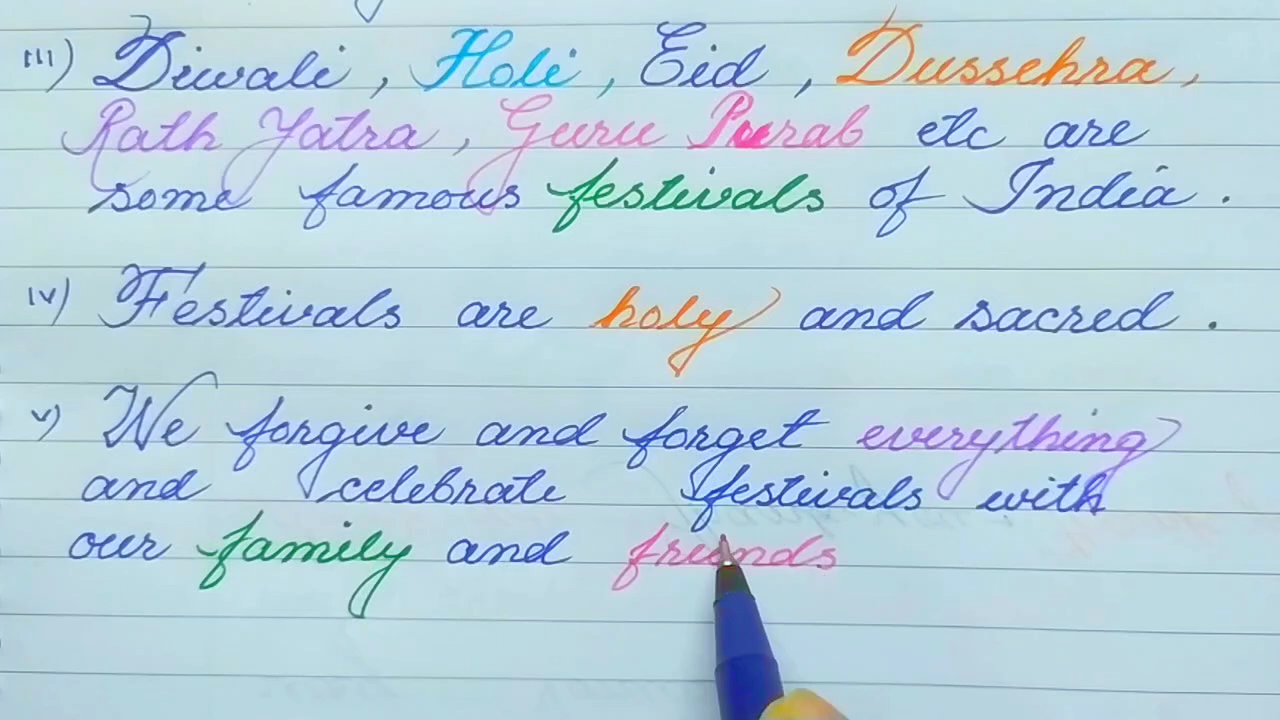 III) Diwali, Holi, Eid, Dussehra,
Rath Yatra, Guru Purab etc are
some famous festivals of India.
IV) Festivals are holy and sacred.
V) We forgive and forget everything
and celebrate festivals with
our family and friends